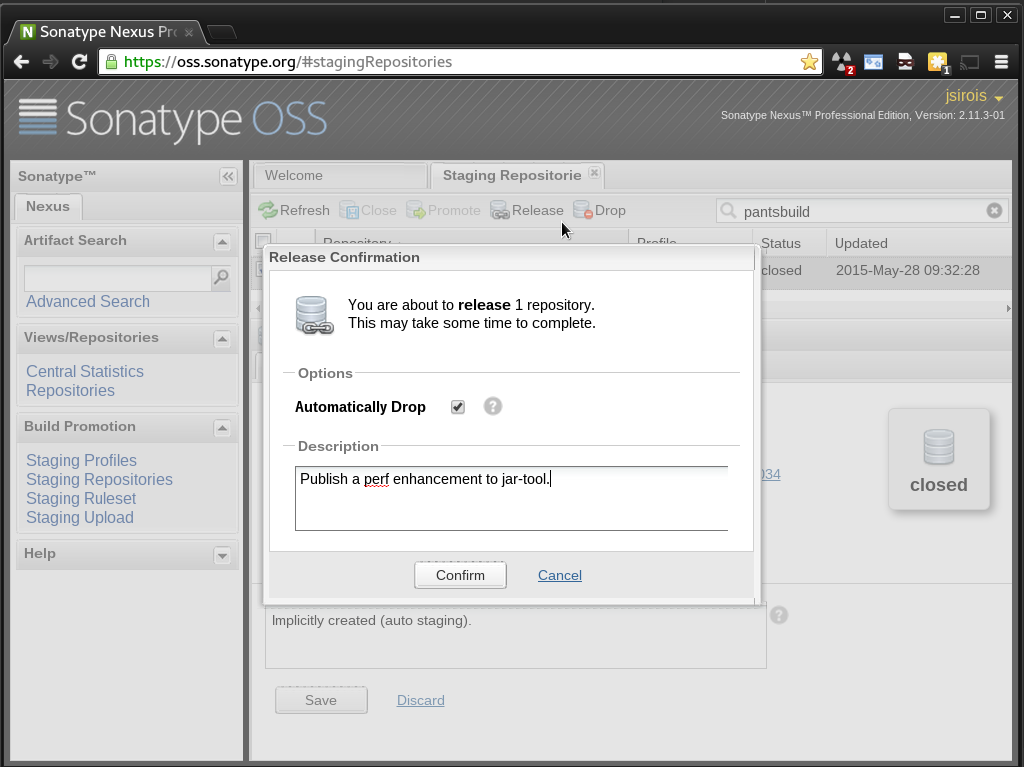 Sonatype Nexus Pr
https://oss.sonatype.org/#stagingRepositories
2
1
Sonatype OSS
jsirois
Sonatype Nexus™ Professional Edition, Version: 2.11.3-01
Sonatype™
Nexus
Artifact Search
Advanced Search
Views/Repositories
Central Statistics
Repositories
Build Promotion
Staging Profiles
Staging Repositories
Staging Ruleset
Staging Upload
Help
Welcome
Staging Repositorie
Refresh Close Promote Release Drop
pantsbuild
Repository Profile Status Updated
closed 2015-May-28 09:32:28
Release Confirmation
You are about to release 1 repository.
This may take some time to complete.
Options
Automatically Drop
?
Description
Publish a perf enhancement to jar-tool.
Confirm Cancel
034
closed
Implicitly created (auto staging).
?
Save Discard